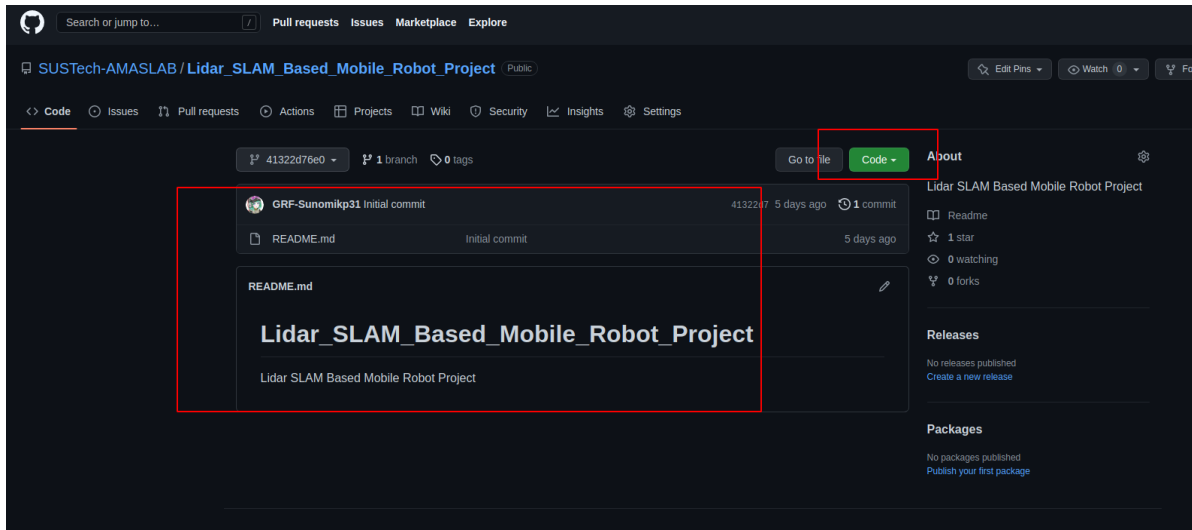 Search or jump to... / Pull requests Issues Marketplace Explore
SUSTech-AMASLAB / Lidar_SLAM_Based_Mobile_Robot_Project Public
Edit Pins Watch 0 Fo
<> Code Issues Pull requests Actions Projects Wiki Security Insights Settings
41322d76e0 1 branch 0 tags Go to file Code
GRF-Sunomikp31 Initial commit 41322d7 5 days ago 1 commit
README.md Initial commit 5 days ago
README.md
Lidar_SLAM_Based_Mobile_Robot_Project
Lidar SLAM Based Mobile Robot Project
About
Lidar SLAM Based Mobile Robot Project
Readme
1 star
0 watching
0 forks
Releases
No releases published
Create a new release
Packages
No packages published
Publish your first package